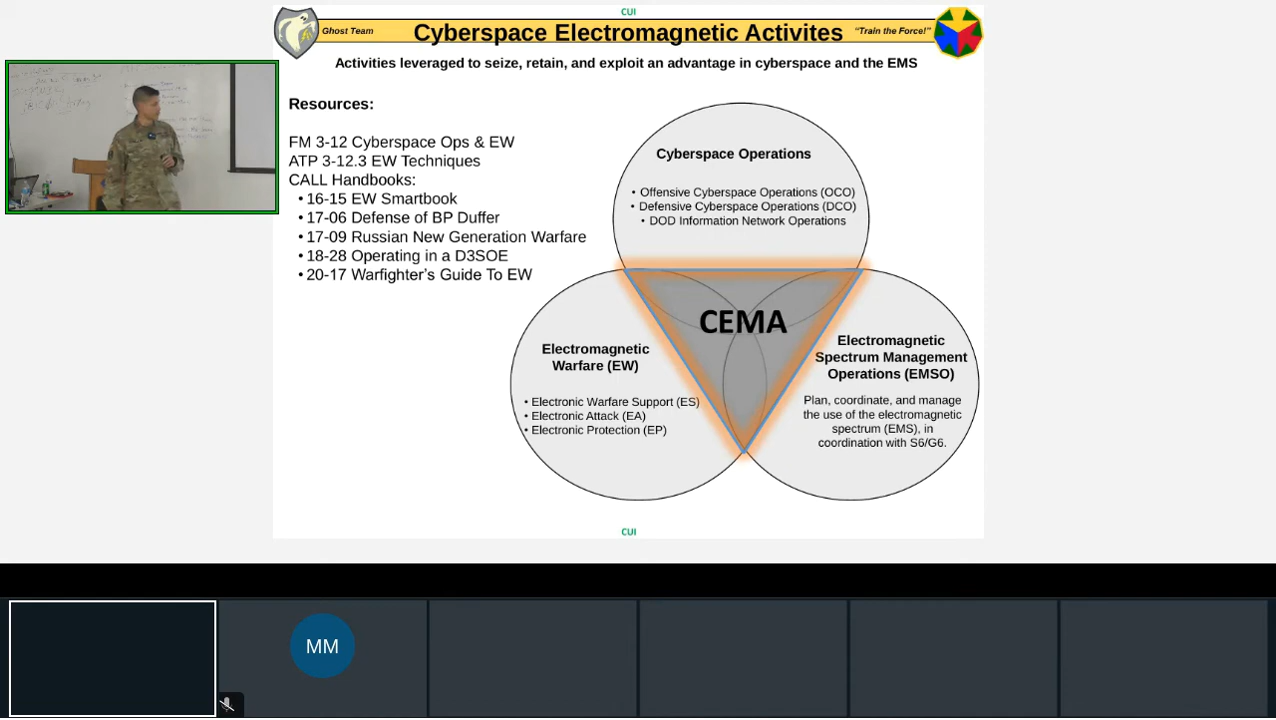 CUI
Ghost Team
Cyberspace Electromagnetic Activites
“Train the Force!”
Activities leveraged to seize, retain, and exploit an advantage in cyberspace and the EMS
Resources:
FM 3-12 Cyberspace Ops & EW
ATP 3-12.3 EW Techniques
CALL Handbooks:
• 16-15 EW Smartbook
• 17-06 Defense of BP Duffer
• 17-09 Russian New Generation Warfare
• 18-28 Operating in a D3SOE
• 20-17 Warfighter’s Guide To EW
Cyberspace Operations
• Offensive Cyberspace Operations (OCO)
• Defensive Cyberspace Operations (DCO)
• DOD Information Network Operations
CEMA
Electromagnetic
Warfare (EW)
• Electronic Warfare Support (ES)
• Electronic Attack (EA)
• Electronic Protection (EP)
Electromagnetic
Spectrum Management
Operations (EMSO)
Plan, coordinate, and manage
the use of the electromagnetic
spectrum (EMS), in
coordination with S6/G6.
CUI
MM